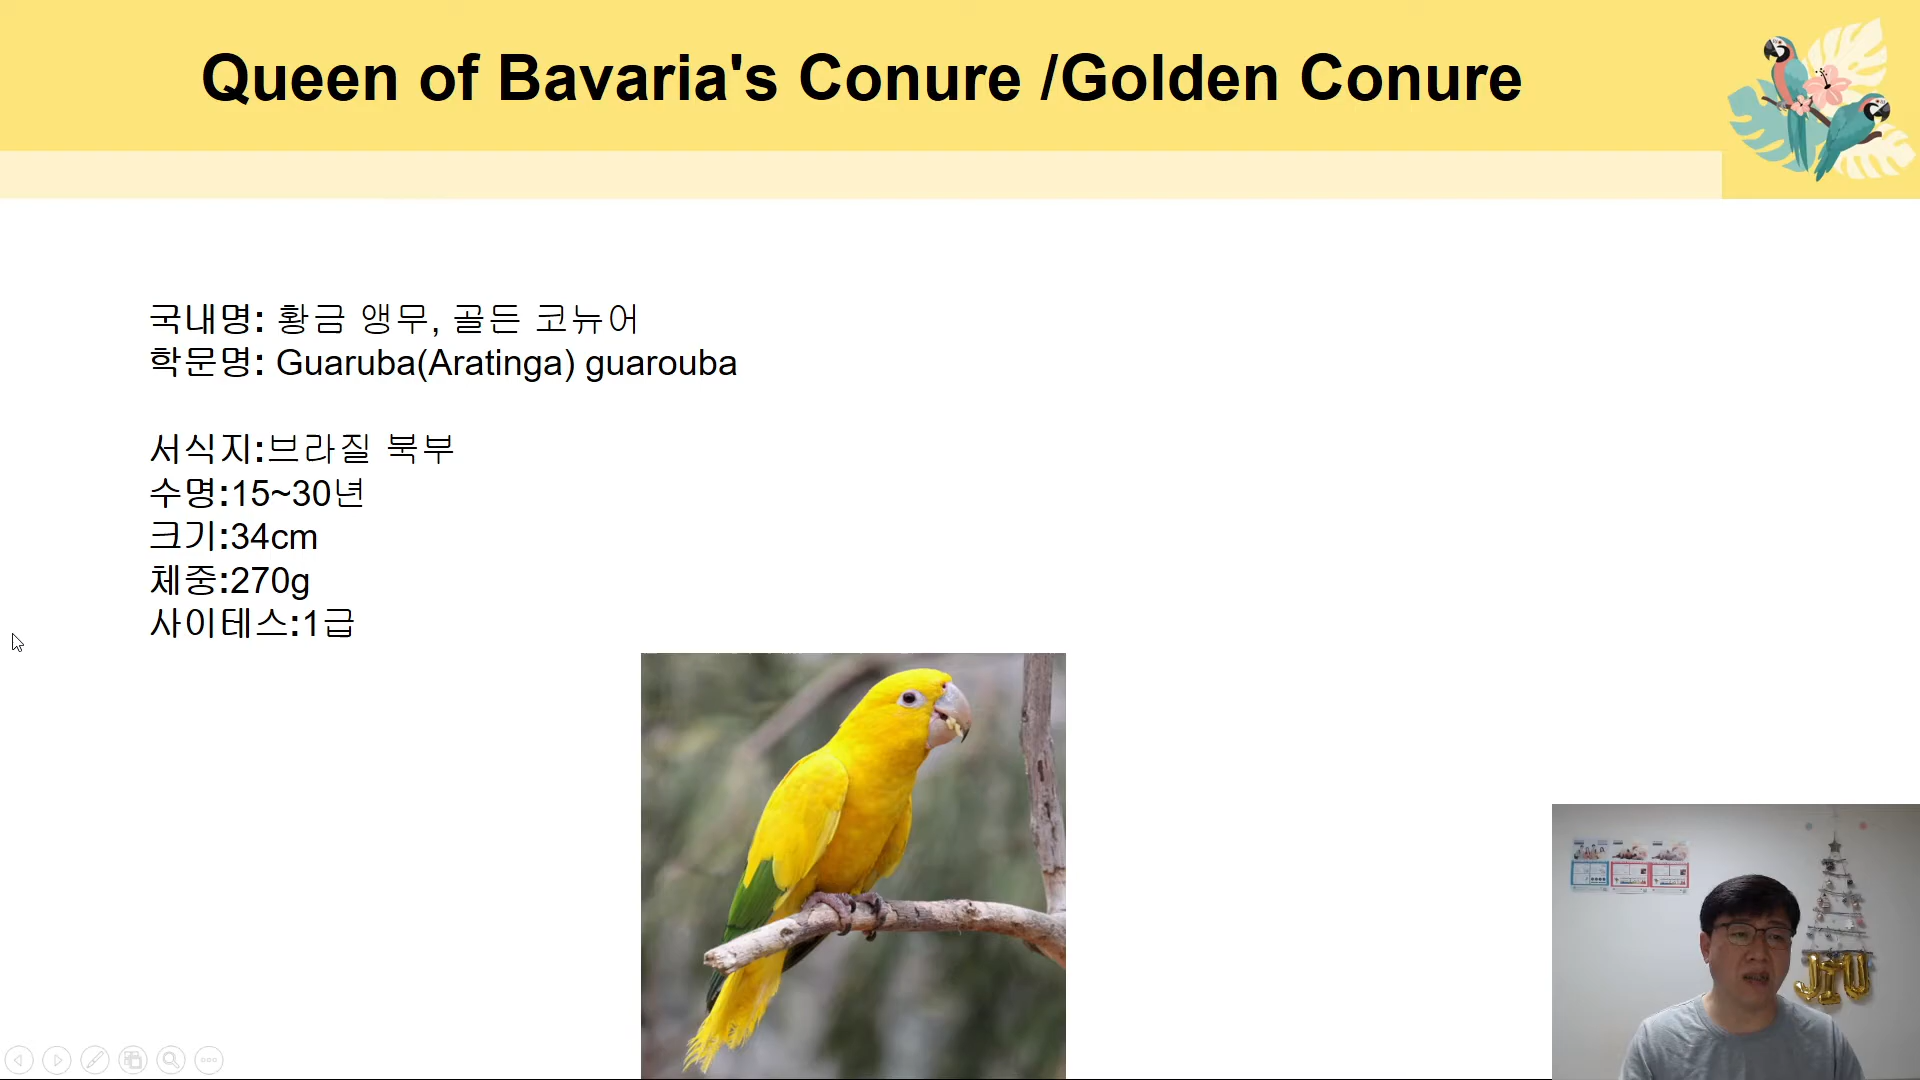 Queen of Bavaria's Conure /Golden Conure
국내명: 황금 앵무, 골든 코뉴어
학문명: Guaruba(Aratinga) guarouba
서식지:브라질 북부
수명:15~30년
크기:34cm
체중:270g
사이테스:1급